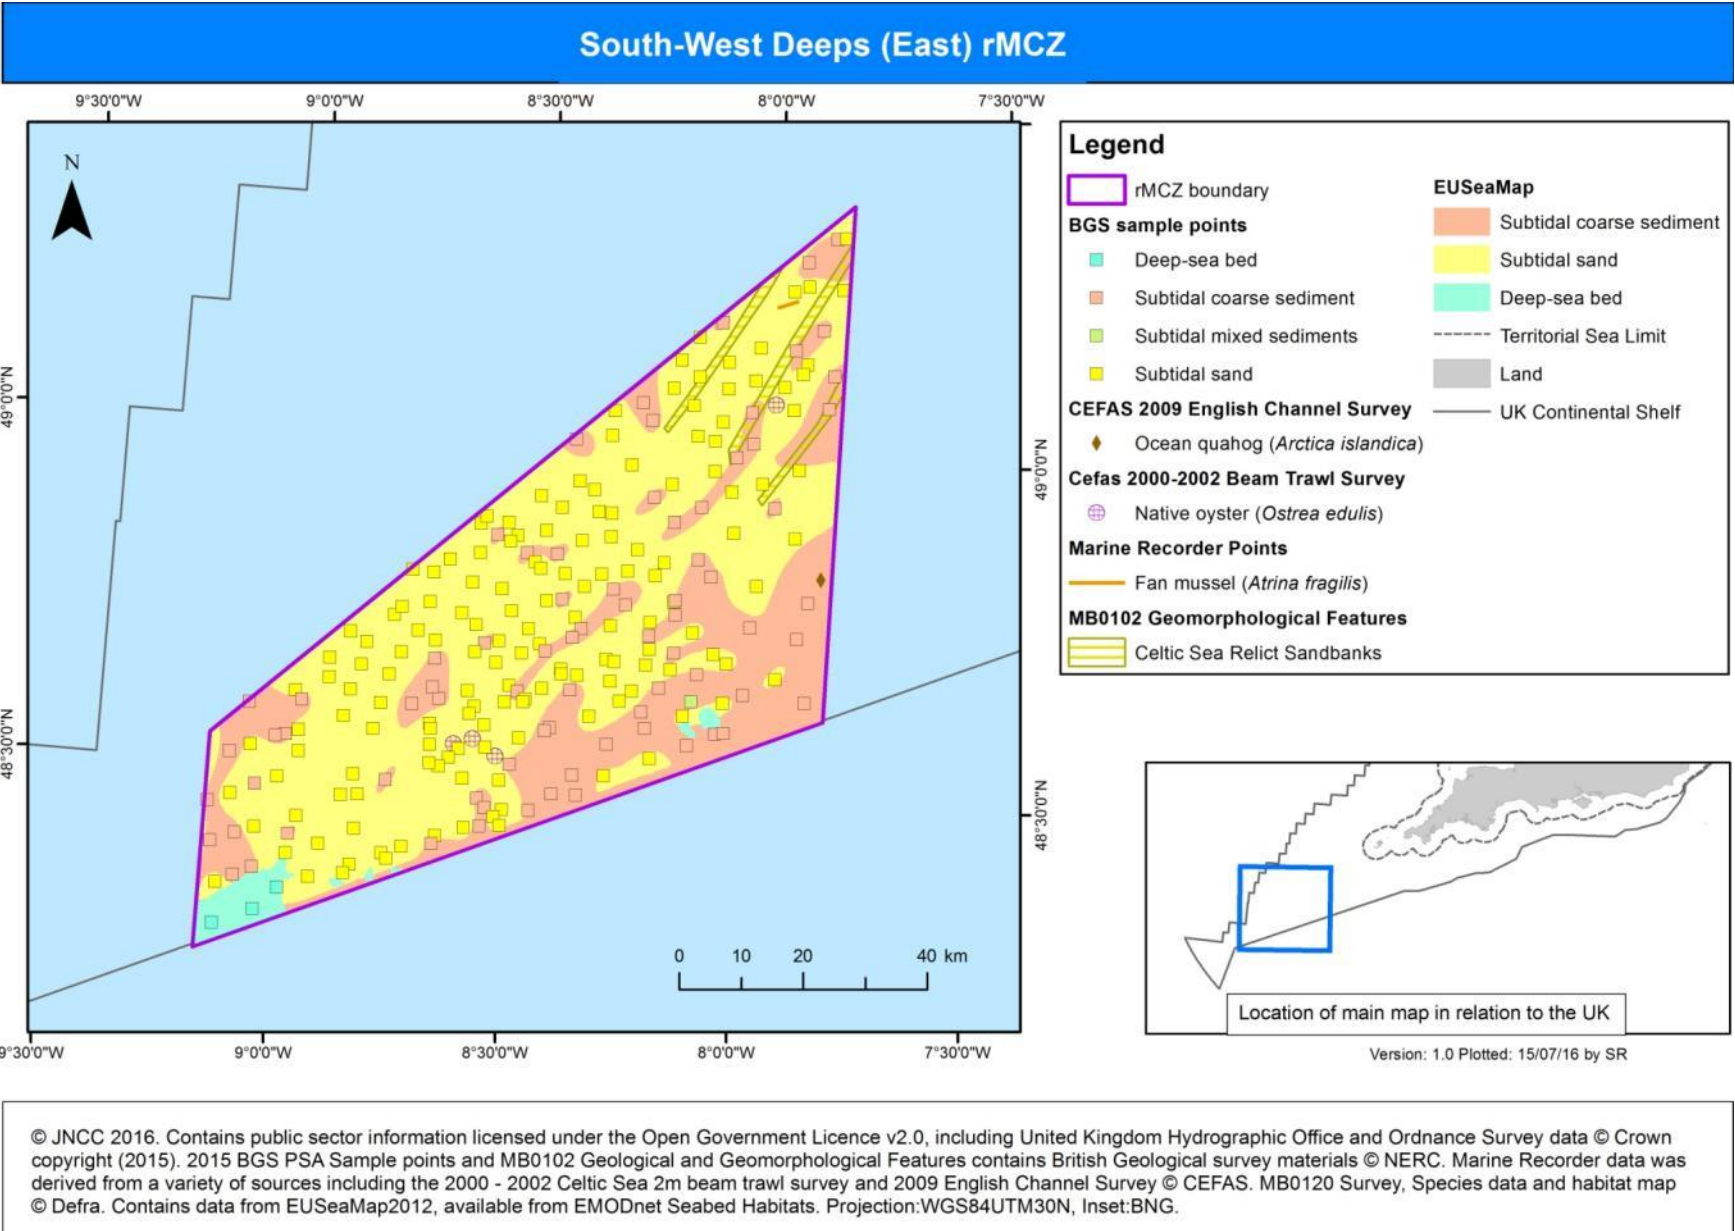 South-West Deeps (East) rMCZ
9°30'0"W 9°0'0"W 8°30'0"W 8°0'0"W 7°30'0"W
N
49°0'0"N
48°30'0"N
49°0'0"N
48°30'0"N
0 10 20 40 km
9°30'0"W 9°0'0"W 8°30'0"W 8°0'0"W 7°30'0"W
Legend
rMCZ boundary
BGS sample points
Deep-sea bed
Subtidal coarse sediment
Subtidal mixed sediments
Subtidal sand
CEFAS 2009 English Channel Survey
Ocean quahog (Arctica islandica)
Cefas 2000-2002 Beam Trawl Survey
Native oyster (Ostrea edulis)
Marine Recorder Points
Fan mussel (Atrina fragilis)
MB0102 Geomorphological Features
Celtic Sea Relict Sandbanks
EUSeaMap
Subtidal coarse sediment
Subtidal sand
Deep-sea bed
Territorial Sea Limit
Land
UK Continental Shelf
Location of main map in relation to the UK
Version: 1.0 Plotted: 15/07/16 by SR
© JNCC 2016. Contains public sector information licensed under the Open Government Licence v2.0, including United Kingdom Hydrographic Office and Ordnance Survey data © Crown
copyright (2015). 2015 BGS PSA Sample points and MB0102 Geological and Geomorphological Features contains British Geological survey materials © NERC. Marine Recorder data was
derived from a variety of sources including the 2000 - 2002 Celtic Sea 2m beam trawl survey and 2009 English Channel Survey © CEFAS. MB0120 Survey, Species data and habitat map
© Defra. Contains data from EUSeaMap2012, available from EMODnet Seabed Habitats. Projection:WGS84UTM30N, Inset:BNG.